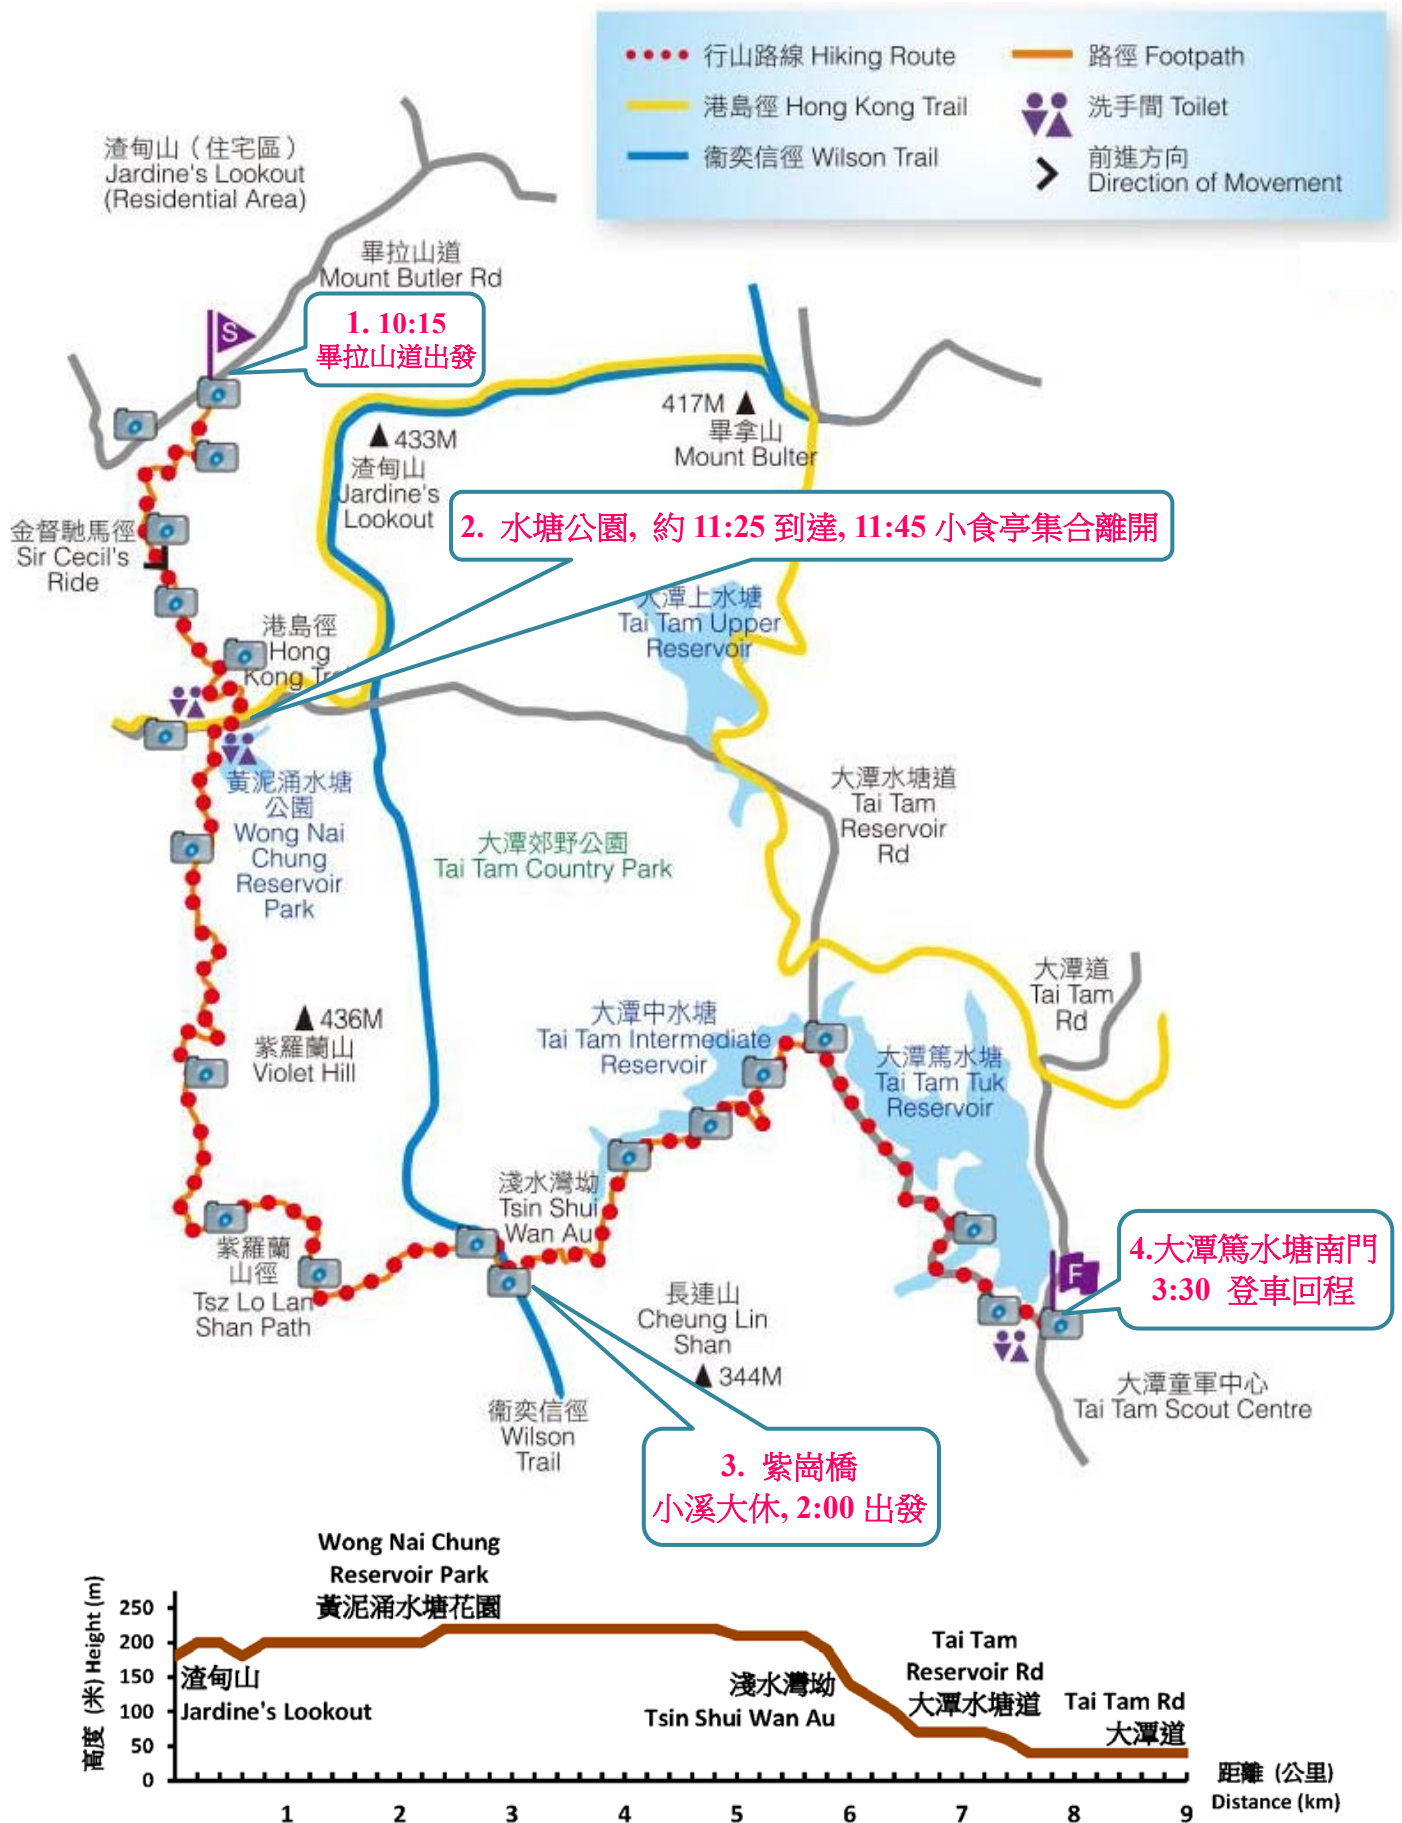 行山路線 Hiking Route
港島徑 Hong Kong Trail
衞奕信徑 Wilson Trail
路徑 Footpath
洗手間 Toilet
前進方向
Direction of Movement
渣甸山（住宅區）
Jardine's Lookout
(Residential Area)
畢拉山道
Mount Butler Rd
S
1. 10:15
畢拉山道出發
417M
畢拿山
Mount Bulter
433M
渣甸山
Jardine's
Lookout
2. 水塘公園, 約 11:25 到達, 11:45 小食亭集合離開
金督馳馬徑
Sir Cecil's
Ride
大潭上水塘
Tai Tam Upper
Reservoir
港島徑
Hong
Kong Tra
黃泥涌水塘
公園
Wong Nai
Chung
Reservoir
Park
大潭水塘道
Tai Tam
Reservoir
Rd
大潭郊野公園
Tai Tam Country Park
大潭道
Tai Tam
Rd
436M
紫羅蘭山
Violet Hill
大潭中水塘
Tai Tam Intermediate
Reservoir
大潭篤水塘
Tai Tam Tuk
Reservoir
淺水灣坳
Tsin Shui
Wan Au
紫羅蘭
山徑
Tsz Lo Lan
Shan Path
長連山
Cheung Lin
Shan
344M
F
4.大潭篤水塘南門
3:30 登車回程
大潭童軍中心
Tai Tam Scout Centre
衞奕信徑
Wilson
Trail
3. 紫崗橋
小溪大休, 2:00 出發
Wong Nai Chung
Reservoir Park
黃泥涌水塘花園
高度 (米) Height (m)
250
200
150
100
50
0
渣甸山
Jardine's Lookout
淺水灣坳
Tsin Shui Wan Au
Tai Tam
Reservoir Rd
大潭水塘道
Tai Tam Rd
大潭道
1 2 3 4 5 6 7 8 9
距離 (公里)
Distance (km)